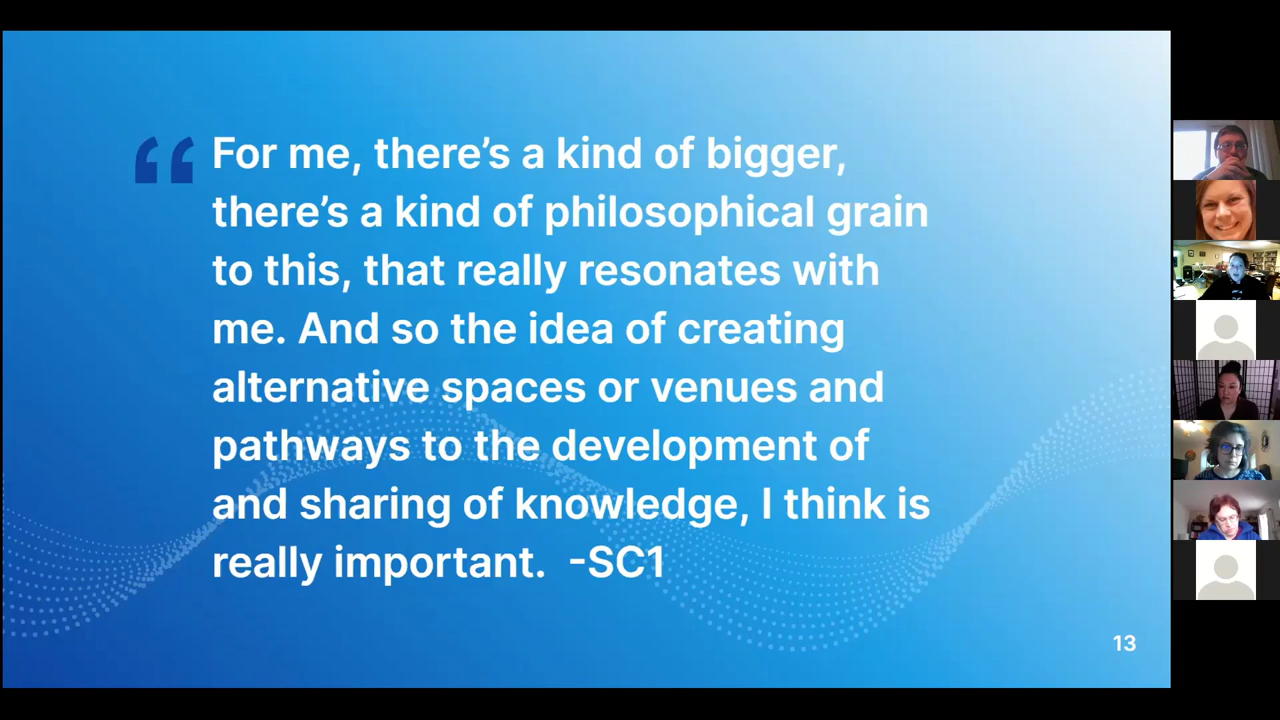 “ For me, there’s a kind of bigger,
there’s a kind of philosophical grain
to this, that really resonates with
me. And so the idea of creating
alternative spaces or venues and
pathways to the development of
and sharing of knowledge, I think is
really important.  -SC1
13